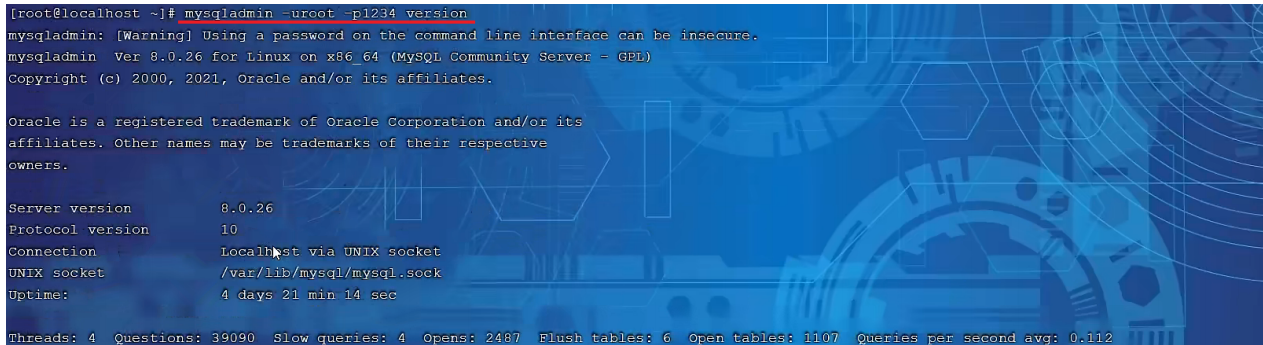 [root@localhost ~]# mysqladmin -uroot -p1234 version
mysqladmin: [Warning] Using a password on the command line interface can be insecure.
mysqladmin  Ver 8.0.26 for Linux on x86_64 (MySQL Community Server - GPL)
Copyright (c) 2000, 2021, Oracle and/or its affiliates.
Oracle is a registered trademark of Oracle Corporation and/or its
affiliates. Other names may be trademarks of their respective
owners.
Server version          8.0.26
Protocol version        10
Connection              Localhost via UNIX socket
UNIX socket             /var/lib/mysql/mysql.sock
Uptime:                 4 days 21 min 14 sec
Threads: 4  Questions: 39090  Slow queries: 4  Opens: 2487  Flush tables: 6  Open tables: 1107  Queries per second avg: 0.112